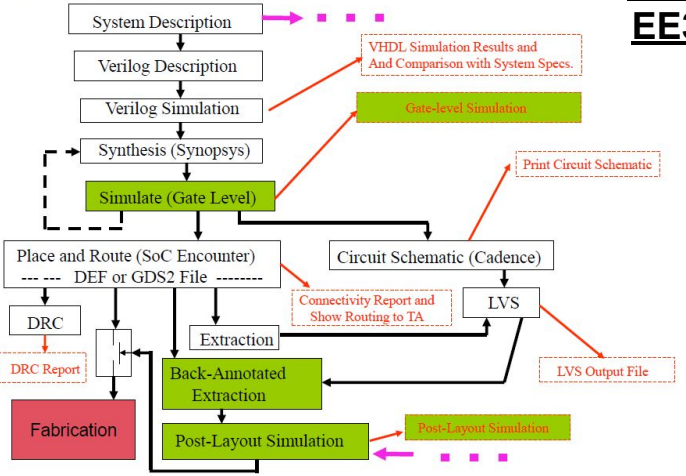 System Description
EE3
Verilog Description
VHDL Simulation Results and
And Comparison with System Specs.
Verilog Simulation
Gate-level Simulation
Synthesis (Synopsys)
Print Circuit Schematic
Simulate (Gate Level)
Place and Route (SoC Encounter)
--- --- DEF or GDS2 File --------
Circuit Schematic (Cadence)
Connectivity Report and
Show Routing to TA
LVS
DRC
Extraction
DRC Report
Back-Annotated
Extraction
LVS Output File
Fabrication
Post-Layout Simulation
Post-Layout Simulation